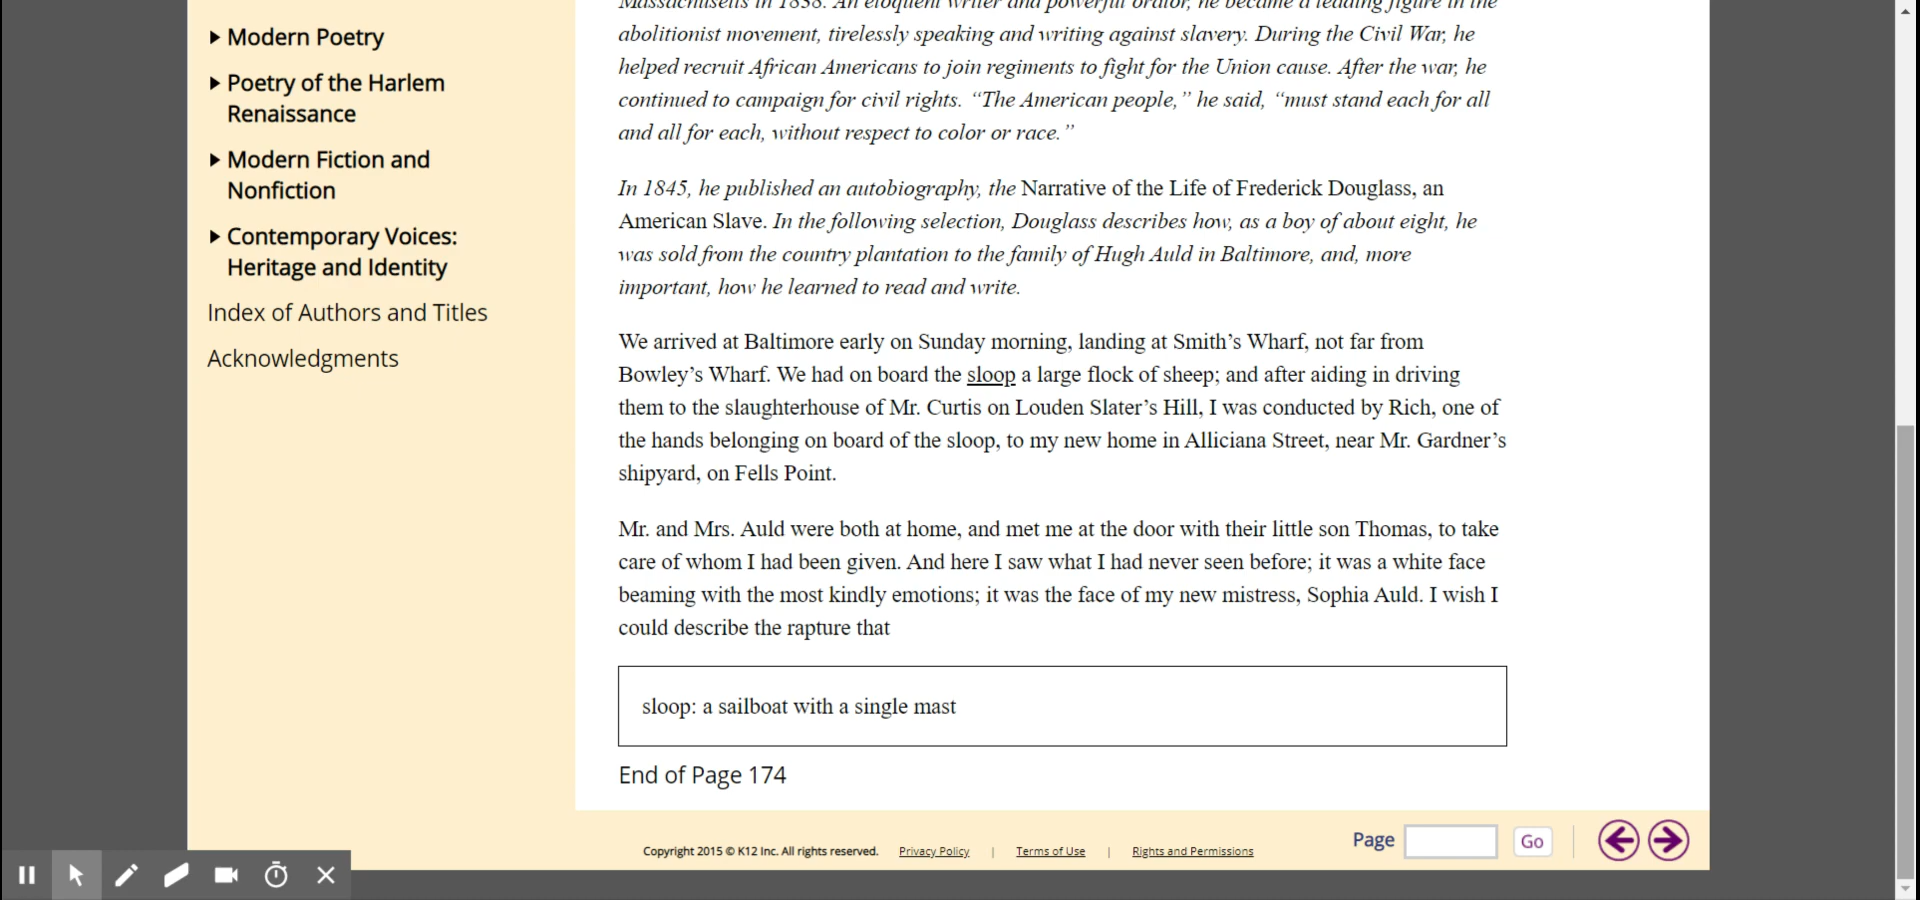 Modern Poetry
Poetry of the Harlem
Renaissance
Modern Fiction and
Nonfiction
Contemporary Voices:
Heritage and Identity
Index of Authors and Titles
Acknowledgments
Massachusetts in 1838. An eloquent writer and powerful orator, he became a leading figure in the
abolitionist movement, tirelessly speaking and writing against slavery. During the Civil War, he
helped recruit African Americans to join regiments to fight for the Union cause. After the war, he
continued to campaign for civil rights. “The American people,” he said, “must stand each for all
and all for each, without respect to color or race.”
In 1845, he published an autobiography, the Narrative of the Life of Frederick Douglass, an
American Slave. In the following selection, Douglass describes how, as a boy of about eight, he
was sold from the country plantation to the family of Hugh Auld in Baltimore, and, more
important, how he learned to read and write.
We arrived at Baltimore early on Sunday morning, landing at Smith’s Wharf, not far from
Bowley’s Wharf. We had on board the sloop a large flock of sheep; and after aiding in driving
them to the slaughterhouse of Mr. Curtis on Louden Slater’s Hill, I was conducted by Rich, one of
the hands belonging on board of the sloop, to my new home in Alliciana Street, near Mr. Gardner’s
shipyard, on Fells Point.
Mr. and Mrs. Auld were both at home, and met me at the door with their little son Thomas, to take
care of whom I had been given. And here I saw what I had never seen before; it was a white face
beaming with the most kindly emotions; it was the face of my new mistress, Sophia Auld. I wish I
could describe the rapture that
sloop: a sailboat with a single mast
End of Page 174
Page Go
Copyright 2015 © K12 Inc. All rights reserved. Privacy Policy | Terms of Use | Rights and Permissions